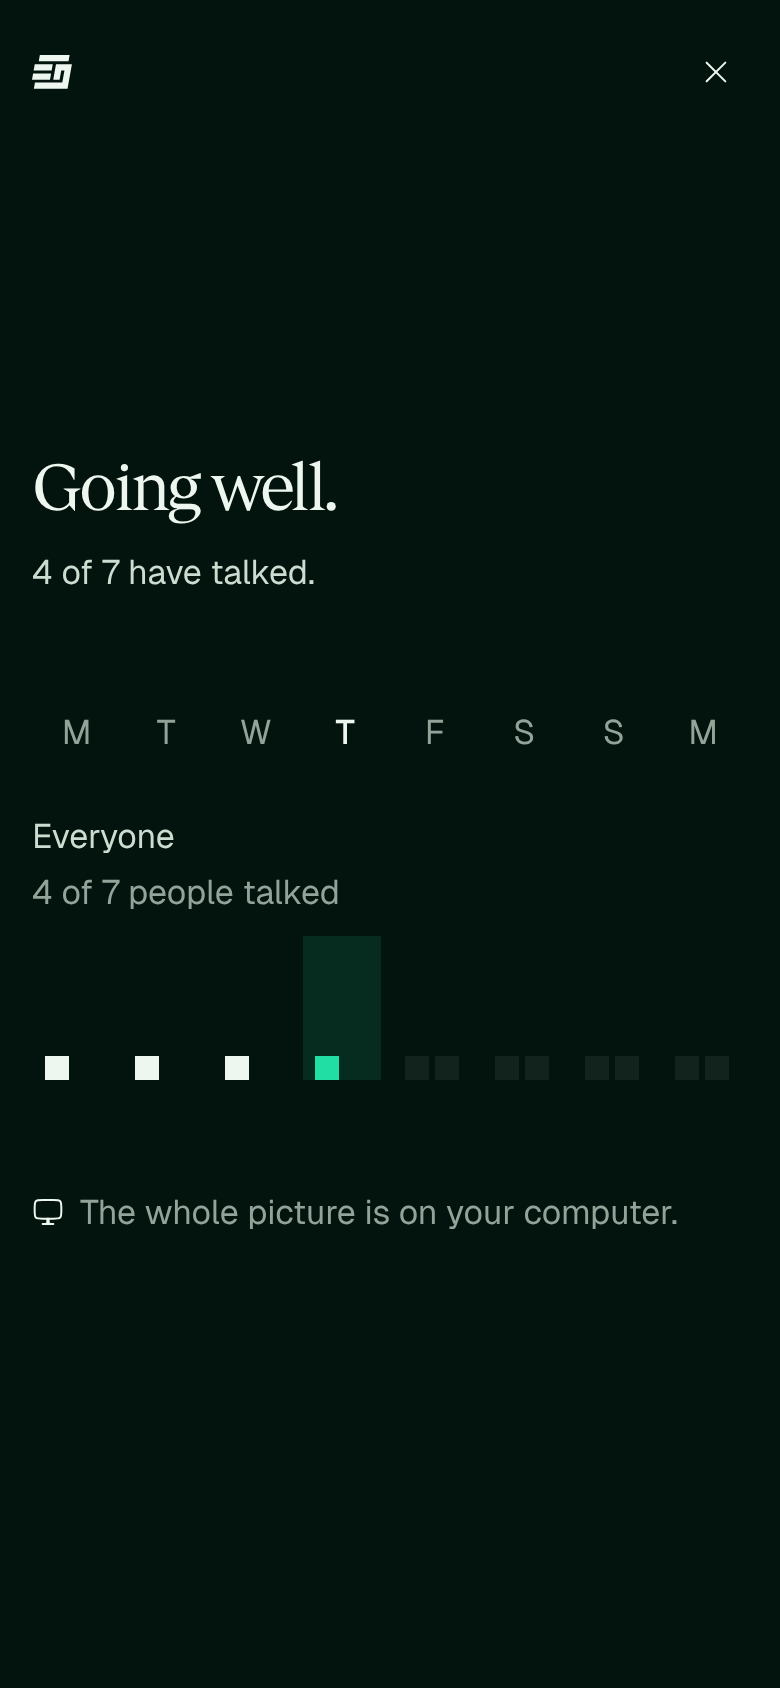 Going well.
4 of 7 have talked.
M T W T F S S M
Everyone
4 of 7 people talked
The whole picture is on your computer.